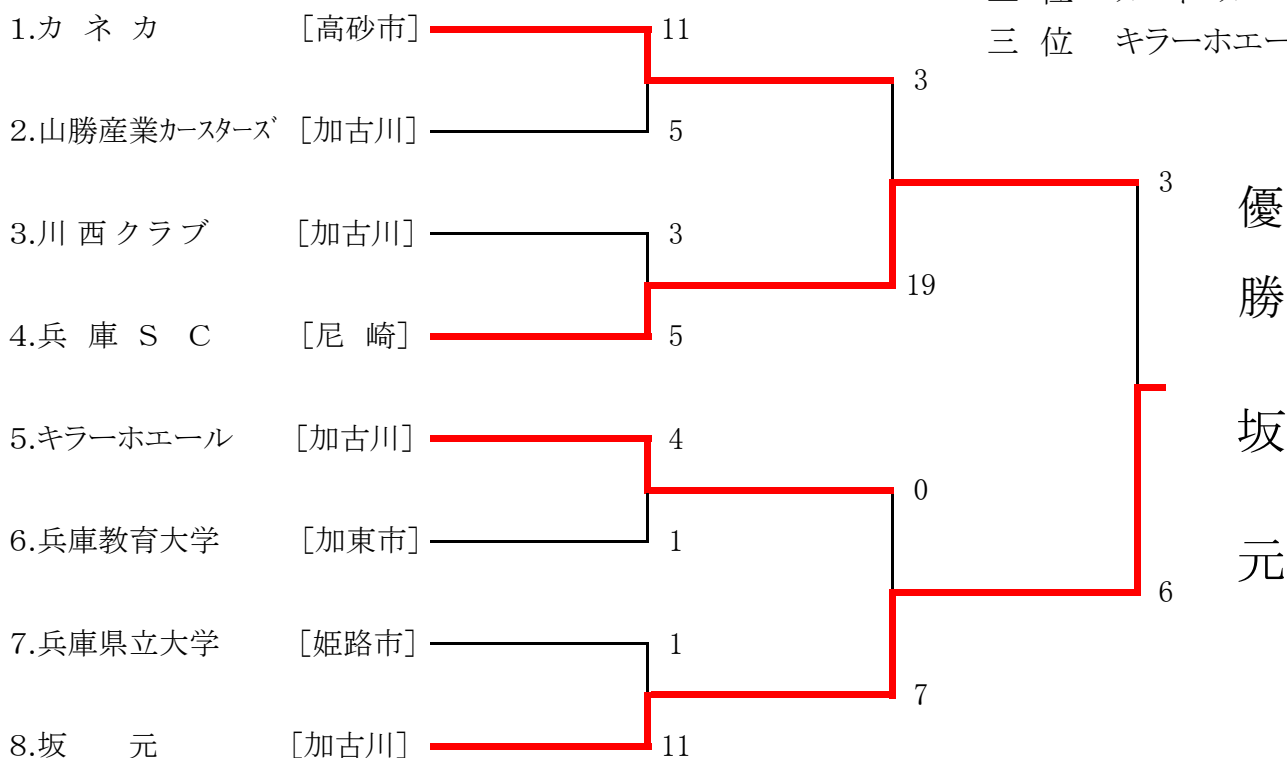 三 位 キラーホエー
1.カ ネ カ [高砂市] 11
3
2.山勝産業カースターズ [加古川] 5
3
3.川西クラブ [加古川] 3
19
4.兵 庫 S C [尼 崎] 5
5.キラーホエール [加古川] 4
0
6.兵庫教育大学 [加東市] 1
6
7.兵庫県立大学 [姫路市] 1
7
8.坂 元 [加古川] 11
優勝 坂元